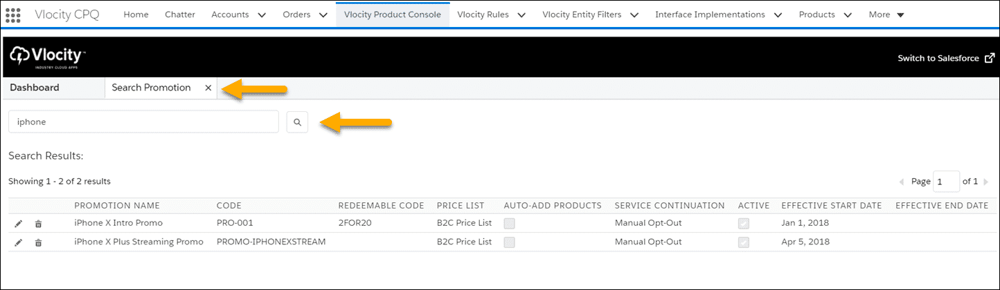 Vlocity CPQ Home Chatter Accounts Orders Vlocity Product Console Vlocity Rules Vlocity Entity Filters Interface Implementations Products More
Vlocity™
INDUSTRY CLOUD APPS
Switch to Salesforce
Dashboard Search Promotion ×
iphone
Search Results:
Showing 1 - 2 of 2 results Page 1 of 1
PROMOTION NAME CODE REDEEMABLE CODE PRICE LIST AUTO-ADD PRODUCTS SERVICE CONTINUATION ACTIVE EFFECTIVE START DATE EFFECTIVE END DATE
iPhone X Intro Promo PRO-001 2FOR20 B2C Price List Manual Opt-Out Jan 1, 2018
iPhone X Plus Streaming Promo PROMO-IPHONEXSTREAM B2C Price List Manual Opt-Out Apr 5, 2018